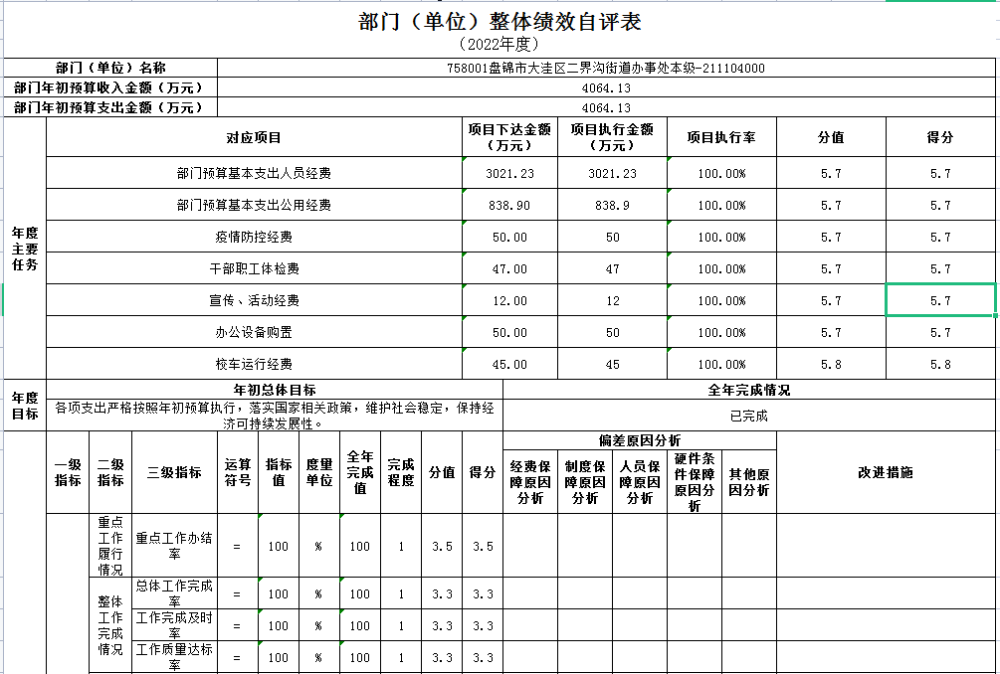 部门（单位）整体绩效自评表
（2022年度）
部门（单位）名称 758001盘锦市大洼区二界沟街道办事处本级-211104000
部门年初预算收入金额（万元） 4064.13
部门年初预算支出金额（万元） 4064.13
年度主要任务
对应项目 项目下达金额（万元） 项目执行金额（万元） 项目执行率 分值 得分
部门预算基本支出人员经费 3021.23 3021.23 100.00% 5.7 5.7
部门预算基本支出公用经费 838.90 838.9 100.00% 5.7 5.7
疫情防控经费 50.00 50 100.00% 5.7 5.7
干部职工体检费 47.00 47 100.00% 5.7 5.7
宣传、活动经费 12.00 12 100.00% 5.7 5.7
办公设备购置 50.00 50 100.00% 5.7 5.7
校车运行经费 45.00 45 100.00% 5.8 5.8
年度目标
年初总体目标 全年完成情况
各项支出严格按照年初预算执行，落实国家相关政策，维护社会稳定，保持经
济可持续发展性。 已完成
一级指标 二级指标 三级指标 运算符号 指标值 度量单位 全年完成值 完成程度 分值 得分 偏差原因分析 改进措施
经费保障原因分析 制度保障原因分析 人员保障原因分析 硬件条件保障原因分析 其他原因分析
重点工作履行情况 重点工作办结率 = 100 % 100 1 3.5 3.5
整体工作完成情况 总体工作完成率 = 100 % 100 1 3.3 3.3
工作完成及时率 = 100 % 100 1 3.3 3.3
工作质量达标率 = 100 % 100 1 3.3 3.3